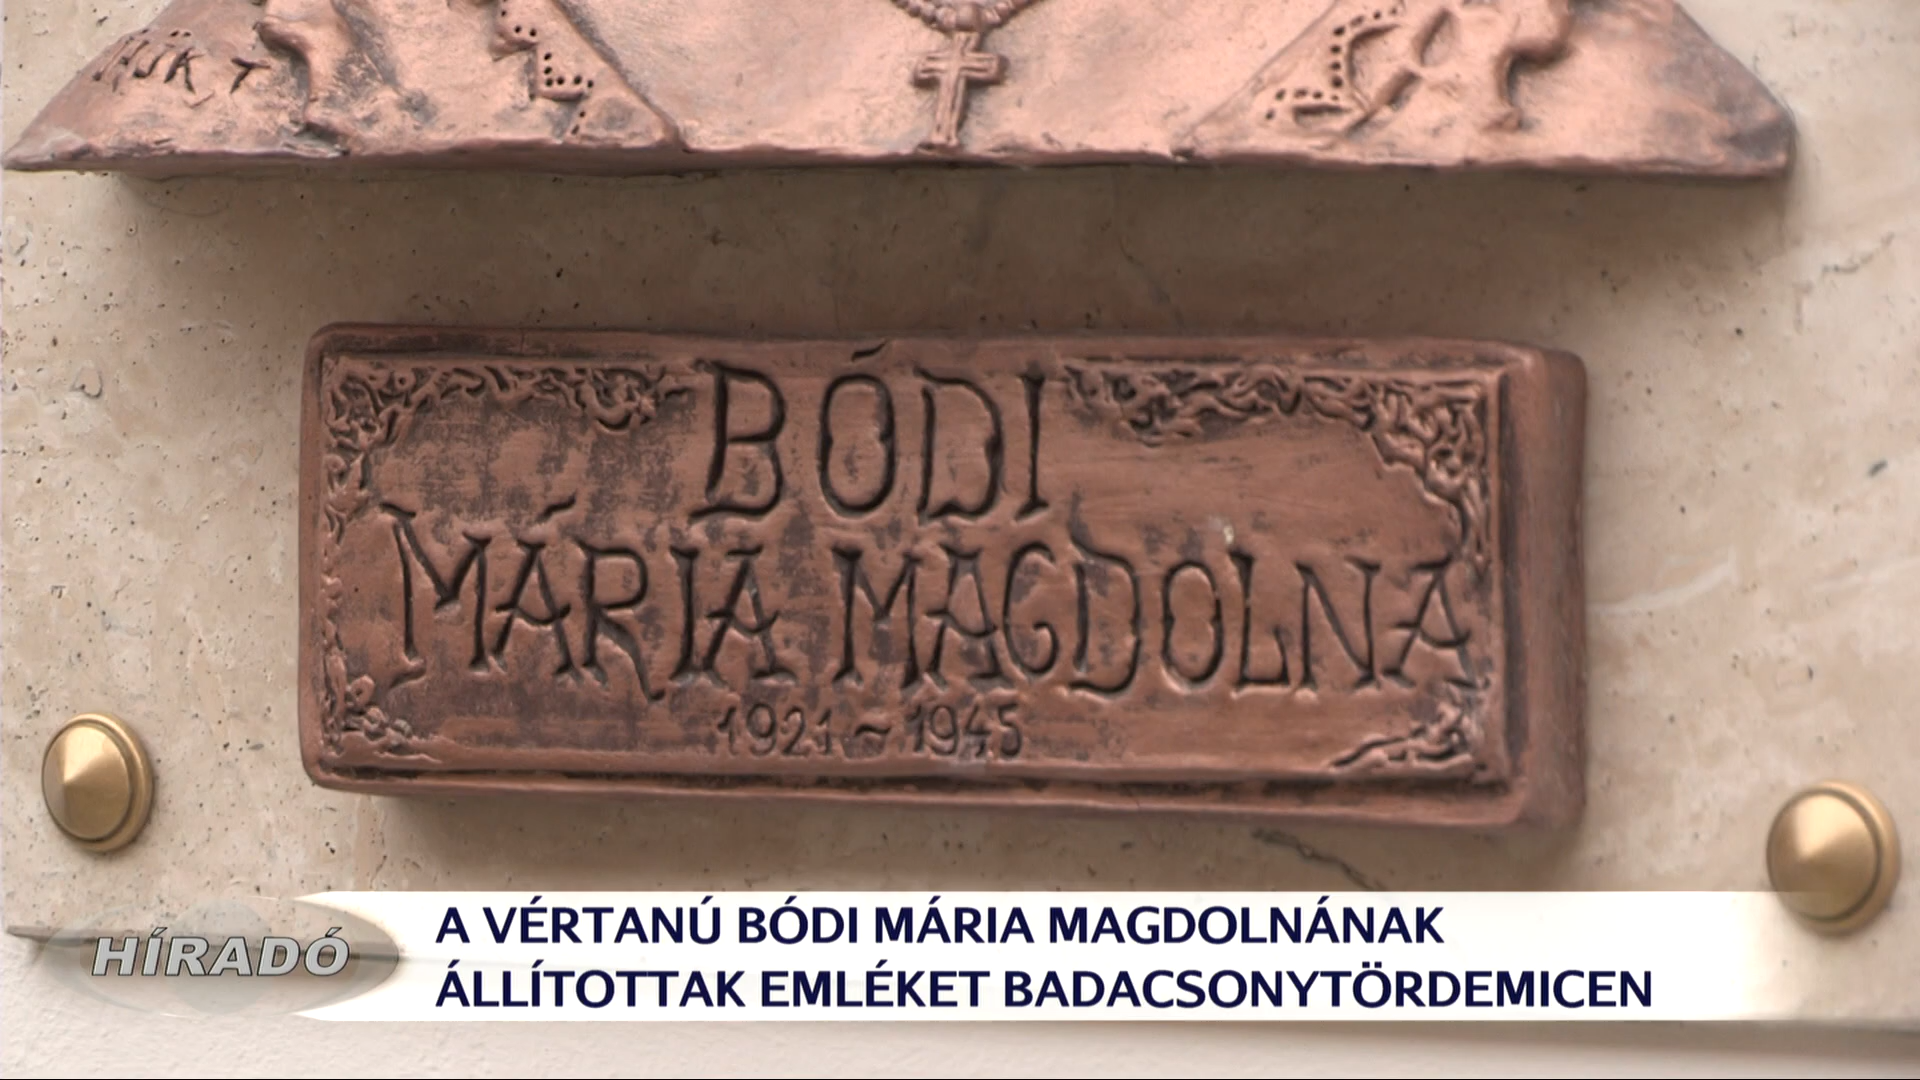 BÓDI
MÁRIA MAGDOLNA
1921 ~ 1945
HÍRADÓ
A VÉRTANÚ BÓDI MÁRIA MAGDOLNÁNAK
ÁLLÍTOTTAK EMLÉKET BADACSONYTÖRDEMICEN